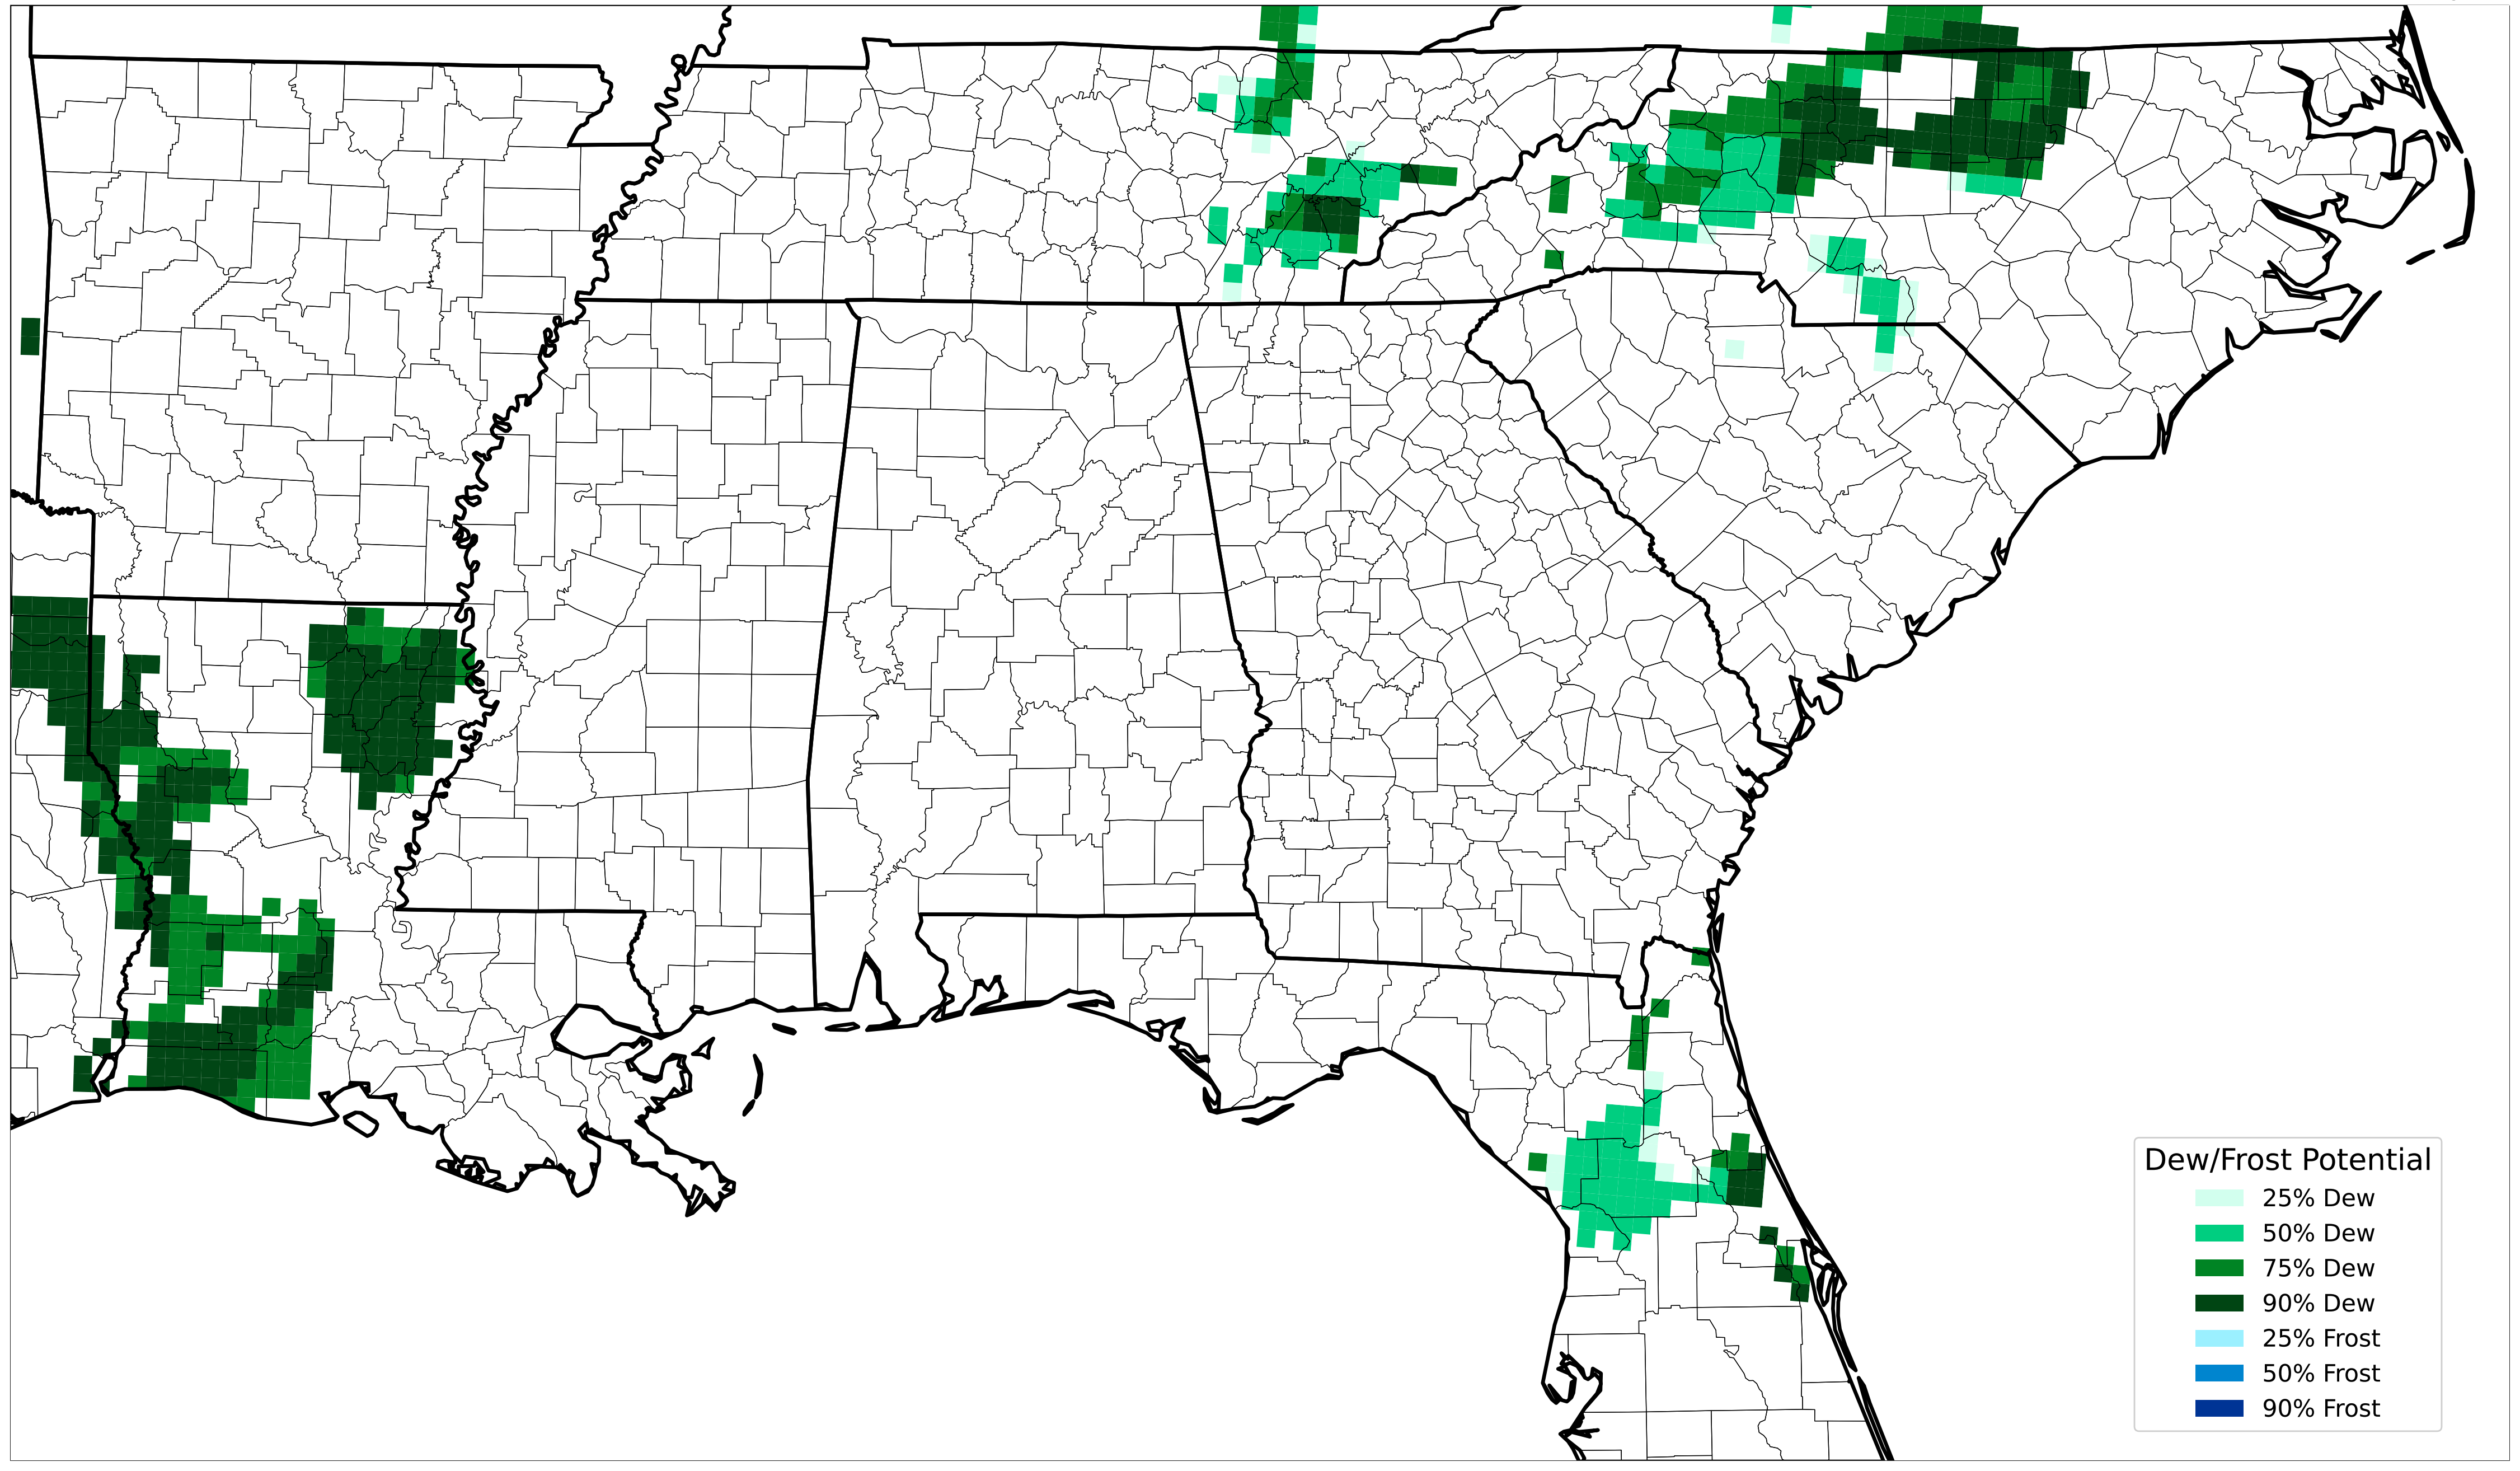 Dew/Frost Potential
25% Dew
50% Dew
75% Dew
90% Dew
25% Frost
50% Frost
90% Frost